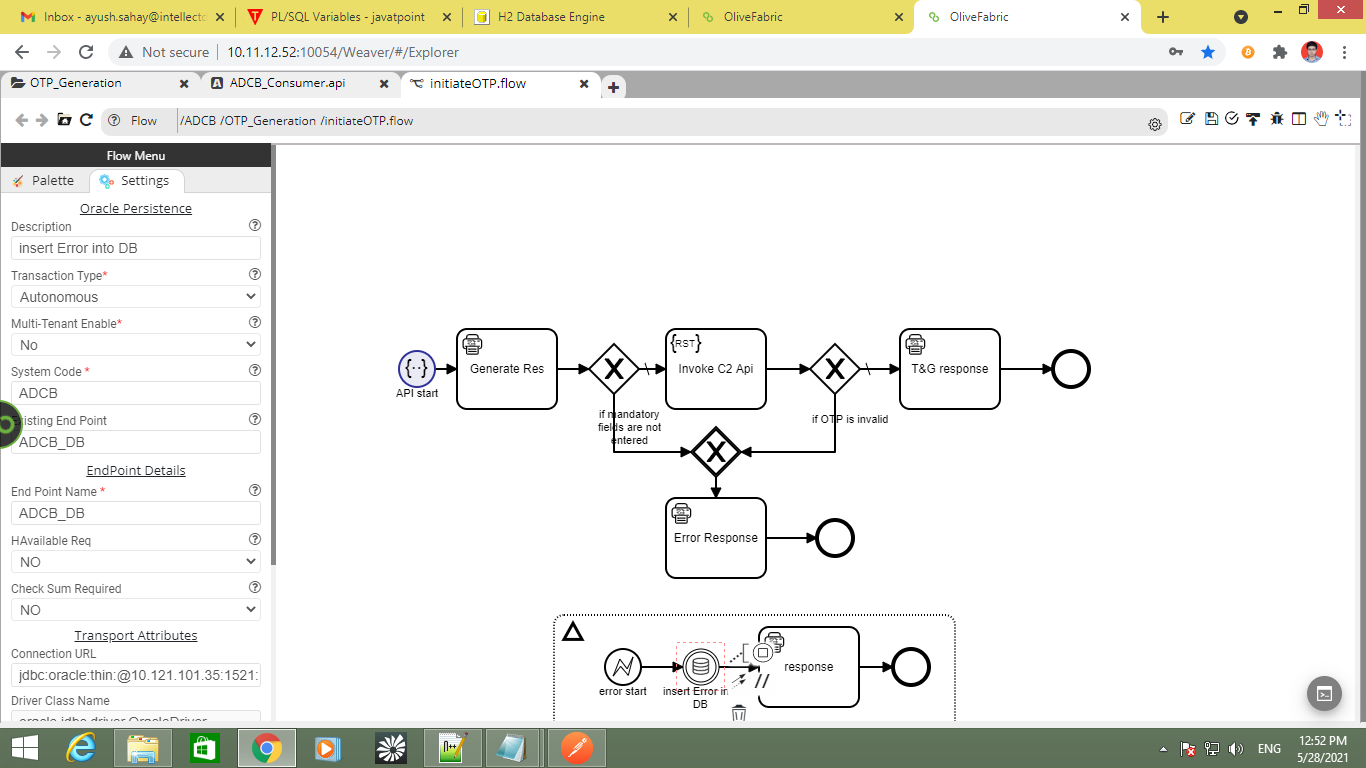 Inbox - ayush.sahay@intellect
PL/SQL Variables - javatpoint
H2 Database Engine
OliveFabric
OliveFabric
Not secure
10.11.12.52:10054/Weaver/#/Explorer
OTP_Generation
ADCB_Consumer.api
initiateOTP.flow
Flow
/ADCB /OTP_Generation /initiateOTP.flow
Flow Menu
Palette
Settings
Oracle Persistence
Description
insert Error into DB
Transaction Type*
Autonomous
Multi-Tenant Enable*
No
System Code *
ADCB
Existing End Point
ADCB_DB
EndPoint Details
End Point Name *
ADCB_DB
HAvailable Req
NO
Check Sum Required
NO
Transport Attributes
Connection URL
jdbc:oracle:thin:@10.121.101.35:1521:
Driver Class Name
oracle.jdbc.driver.OracleDriver
API start
Generate Res
X
if mandatory
fields are not
entered
{RST}
Invoke C2 Api
X
if OTP is invalid
T&G response
X
Error Response
error start
insert Error in
DB
response
ENG
12:52 PM
5/28/2021